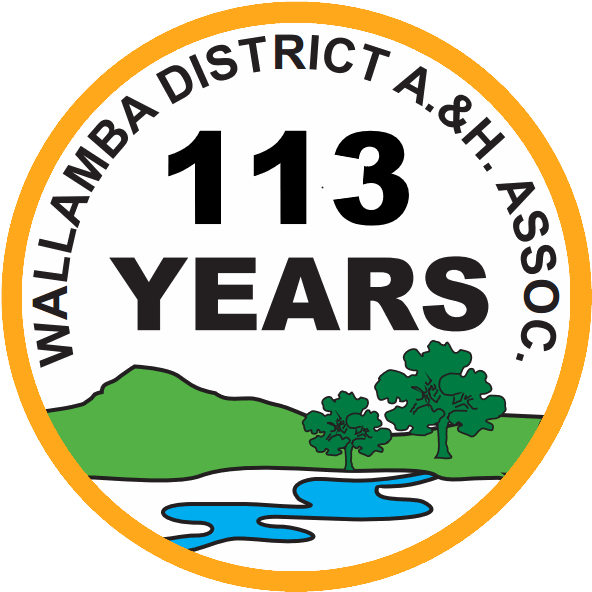 WALLAMBA DISTRICT A.&H. ASSOC.
113
YEARS